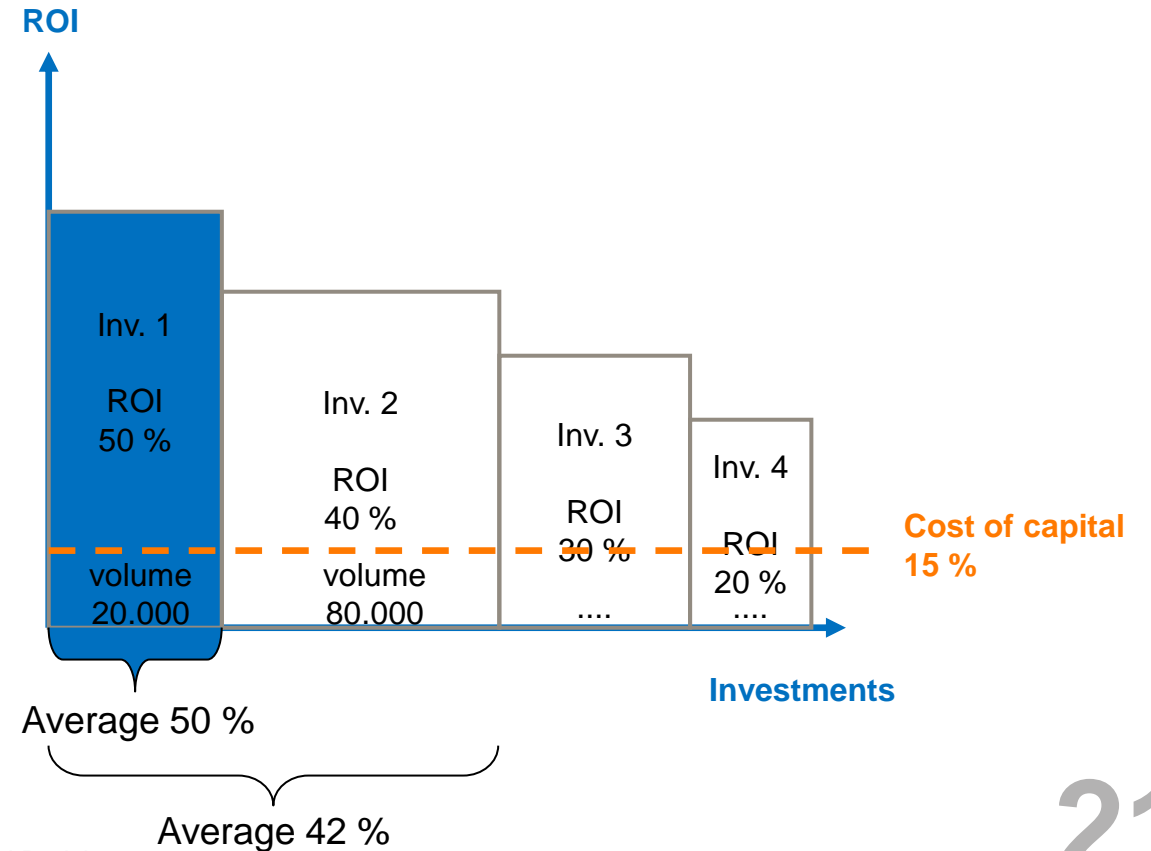 ROI
Inv. 1
ROI
50 %
volume
20.000
Inv. 2
ROI
40 %
volume
80.000
Inv. 3
ROI
30 %
....
Inv. 4
ROI
20 %
....
Cost of capital
15 %
Investments
Average 50 %
Average 42 %